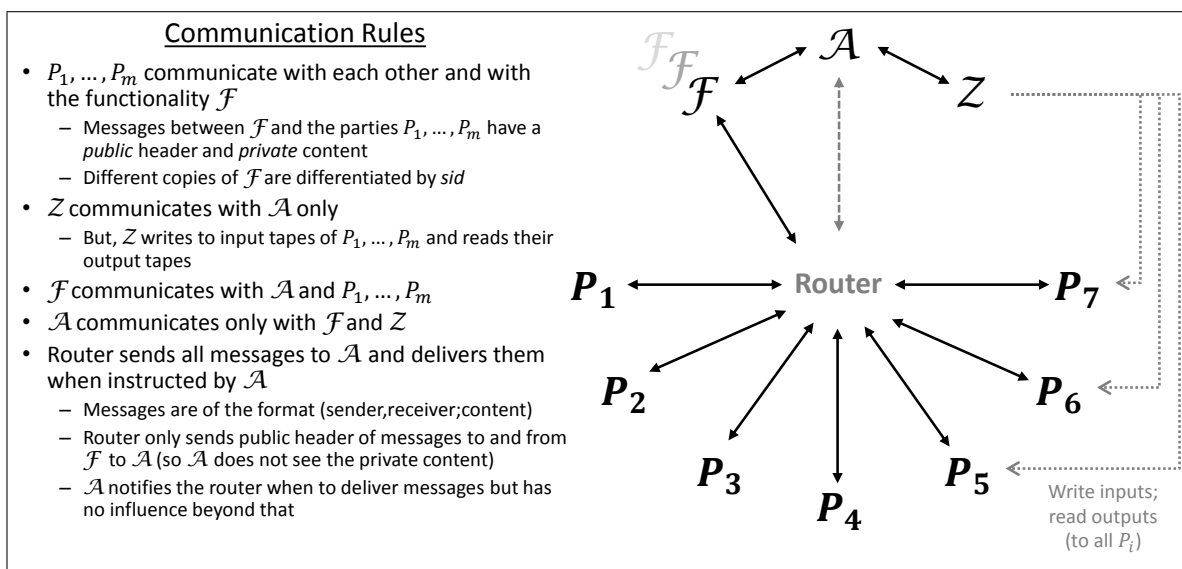 Communication Rules
• P₁, … , Pₘ communicate with each other and with
the functionality ℱ
– Messages between ℱ and the parties P₁, … , Pₘ have a
public header and private content
– Different copies of ℱ are differentiated by sid
• 𝒵 communicates with 𝒜 only
– But, 𝒵 writes to input tapes of P₁, … , Pₘ and reads their
output tapes
• ℱ communicates with 𝒜 and P₁, … , Pₘ
• 𝒜 communicates only with ℱ and 𝒵
• Router sends all messages to 𝒜 and delivers them
when instructed by 𝒜
– Messages are of the format (sender,receiver;content)
– Router only sends public header of messages to and from
ℱ to 𝒜 (so 𝒜 does not see the private content)
– 𝒜 notifies the router when to deliver messages but has
no influence beyond that
𝒜
ℱ
ℱ
ℱ
𝒵
P₁
Router
P₇
P₂
P₆
P₃
P₅
P₄
Write inputs;
read outputs
(to all Pᵢ)